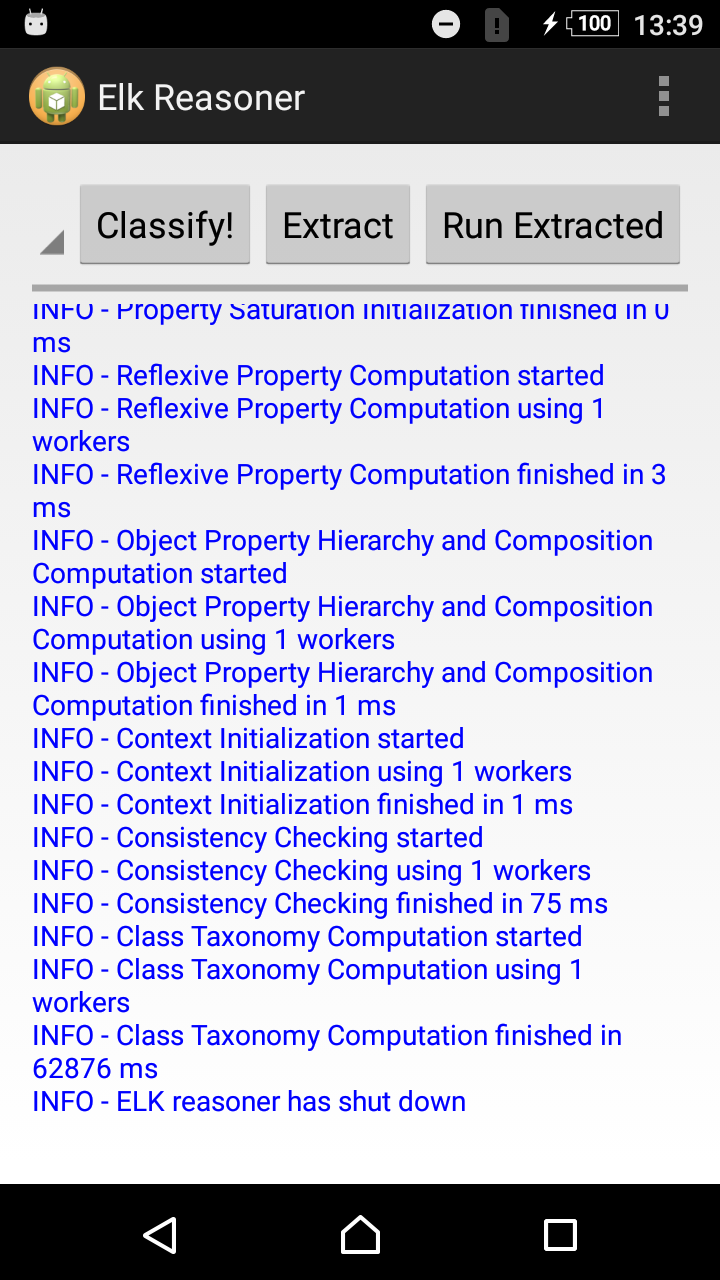 100 13:39
Elk Reasoner
Classify! Extract Run Extracted
INFO - Property Saturation Initialization finished in 0
ms
INFO - Reflexive Property Computation started
INFO - Reflexive Property Computation using 1
workers
INFO - Reflexive Property Computation finished in 3
ms
INFO - Object Property Hierarchy and Composition
Computation started
INFO - Object Property Hierarchy and Composition
Computation using 1 workers
INFO - Object Property Hierarchy and Composition
Computation finished in 1 ms
INFO - Context Initialization started
INFO - Context Initialization using 1 workers
INFO - Context Initialization finished in 1 ms
INFO - Consistency Checking started
INFO - Consistency Checking using 1 workers
INFO - Consistency Checking finished in 75 ms
INFO - Class Taxonomy Computation started
INFO - Class Taxonomy Computation using 1
workers
INFO - Class Taxonomy Computation finished in
62876 ms
INFO - ELK reasoner has shut down